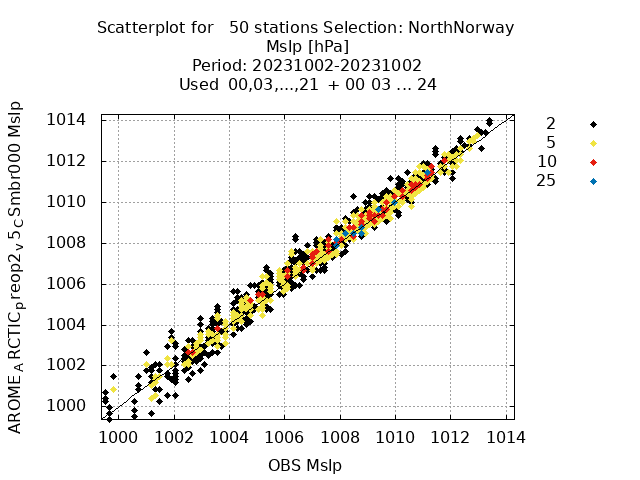 Scatterplot for 50 stations Selection: NorthNorway
Mslp [hPa]
Period: 20231002-20231002
Used 00,03,...,21 + 00 03 ... 24
AROME_ARCTIC_preop2_v5_CSmbr000 Mslp
1014
1012
1010
1008
1006
1004
1002
1000
1000 1002 1004 1006 1008 1010 1012 1014
OBS Mslp
2
5
10
25